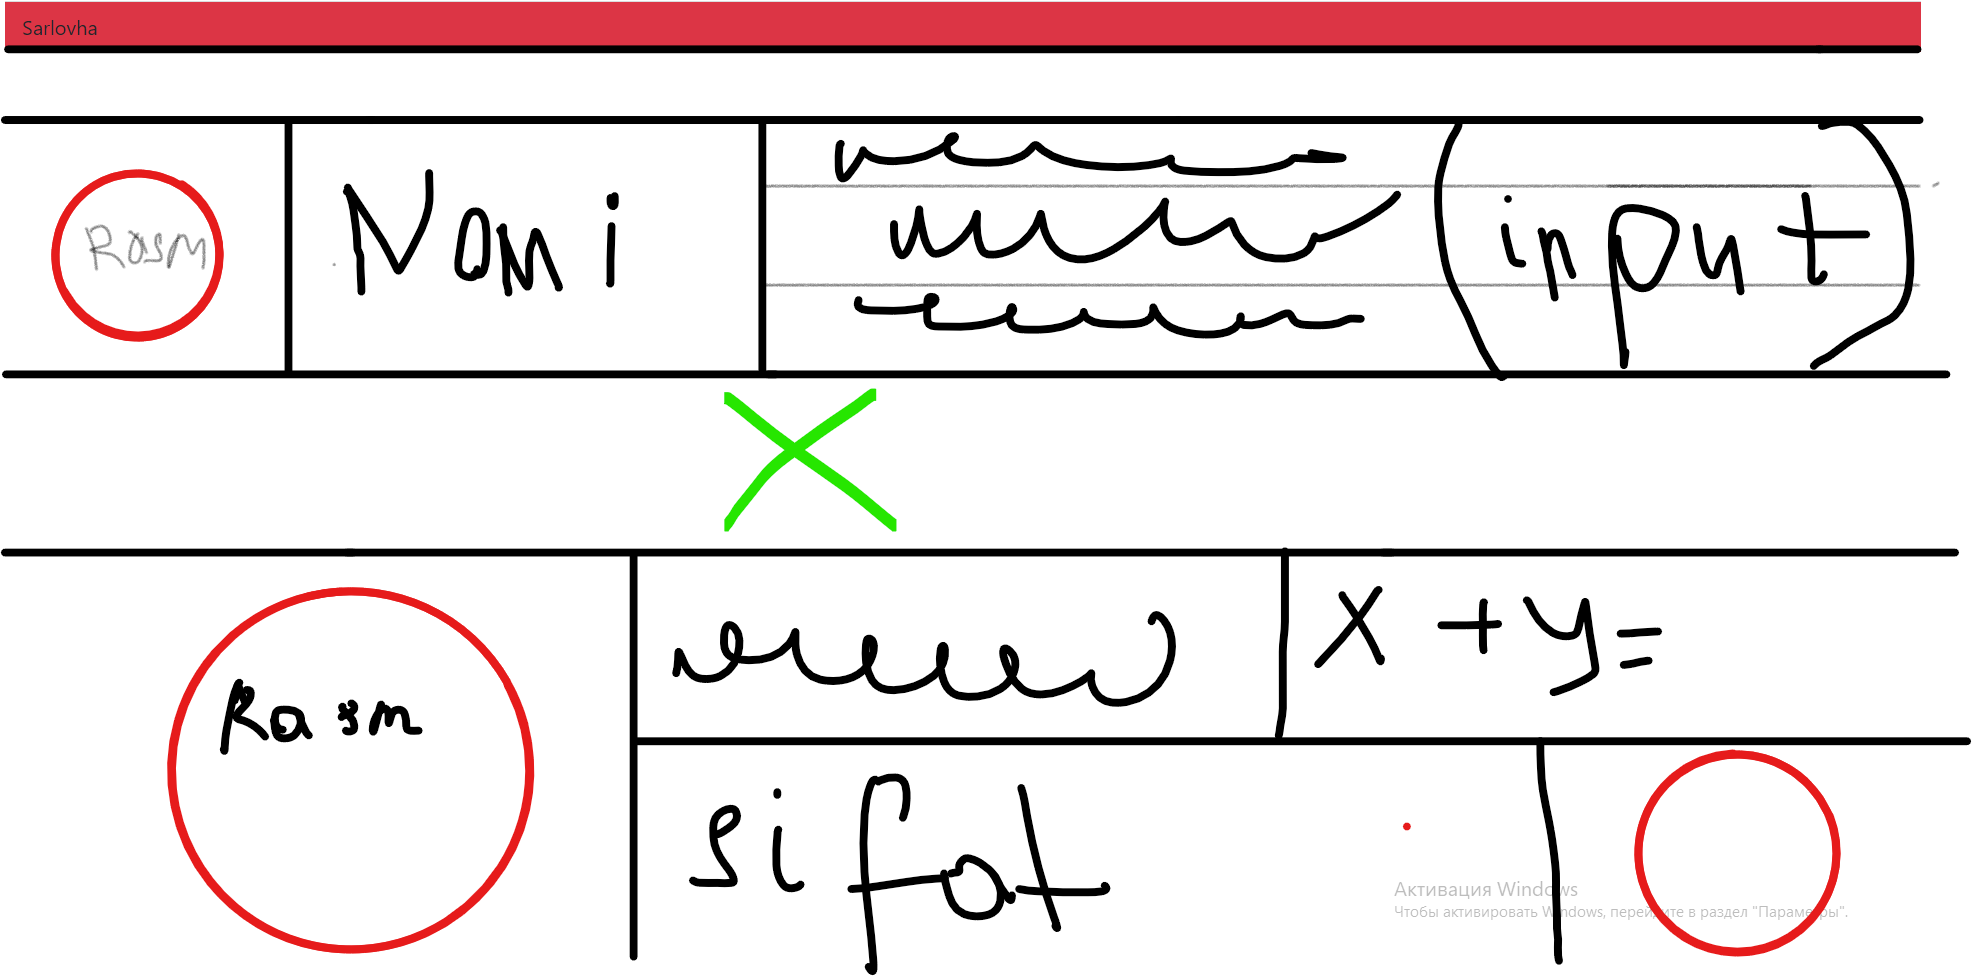 Sarlovha
Rasm
Nomi
input
Rasm
x + y =
Sifat
Активация Windows
Чтобы активировать Windows, перейдите в раздел "Параметры".